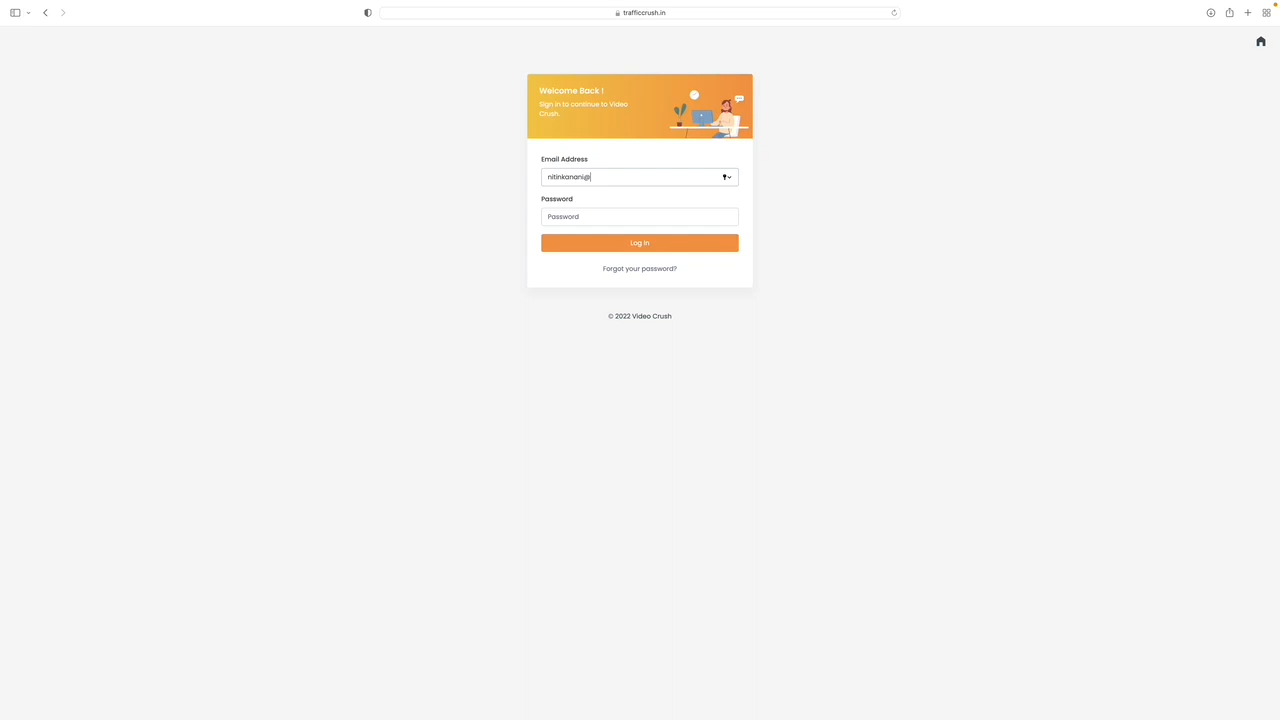 trafficcrush.in
Welcome Back !
Sign in to continue to Video
Crush.
Email Address
nitinkanani@
Password
Password
Log In
Forgot your password?
© 2022 Video Crush